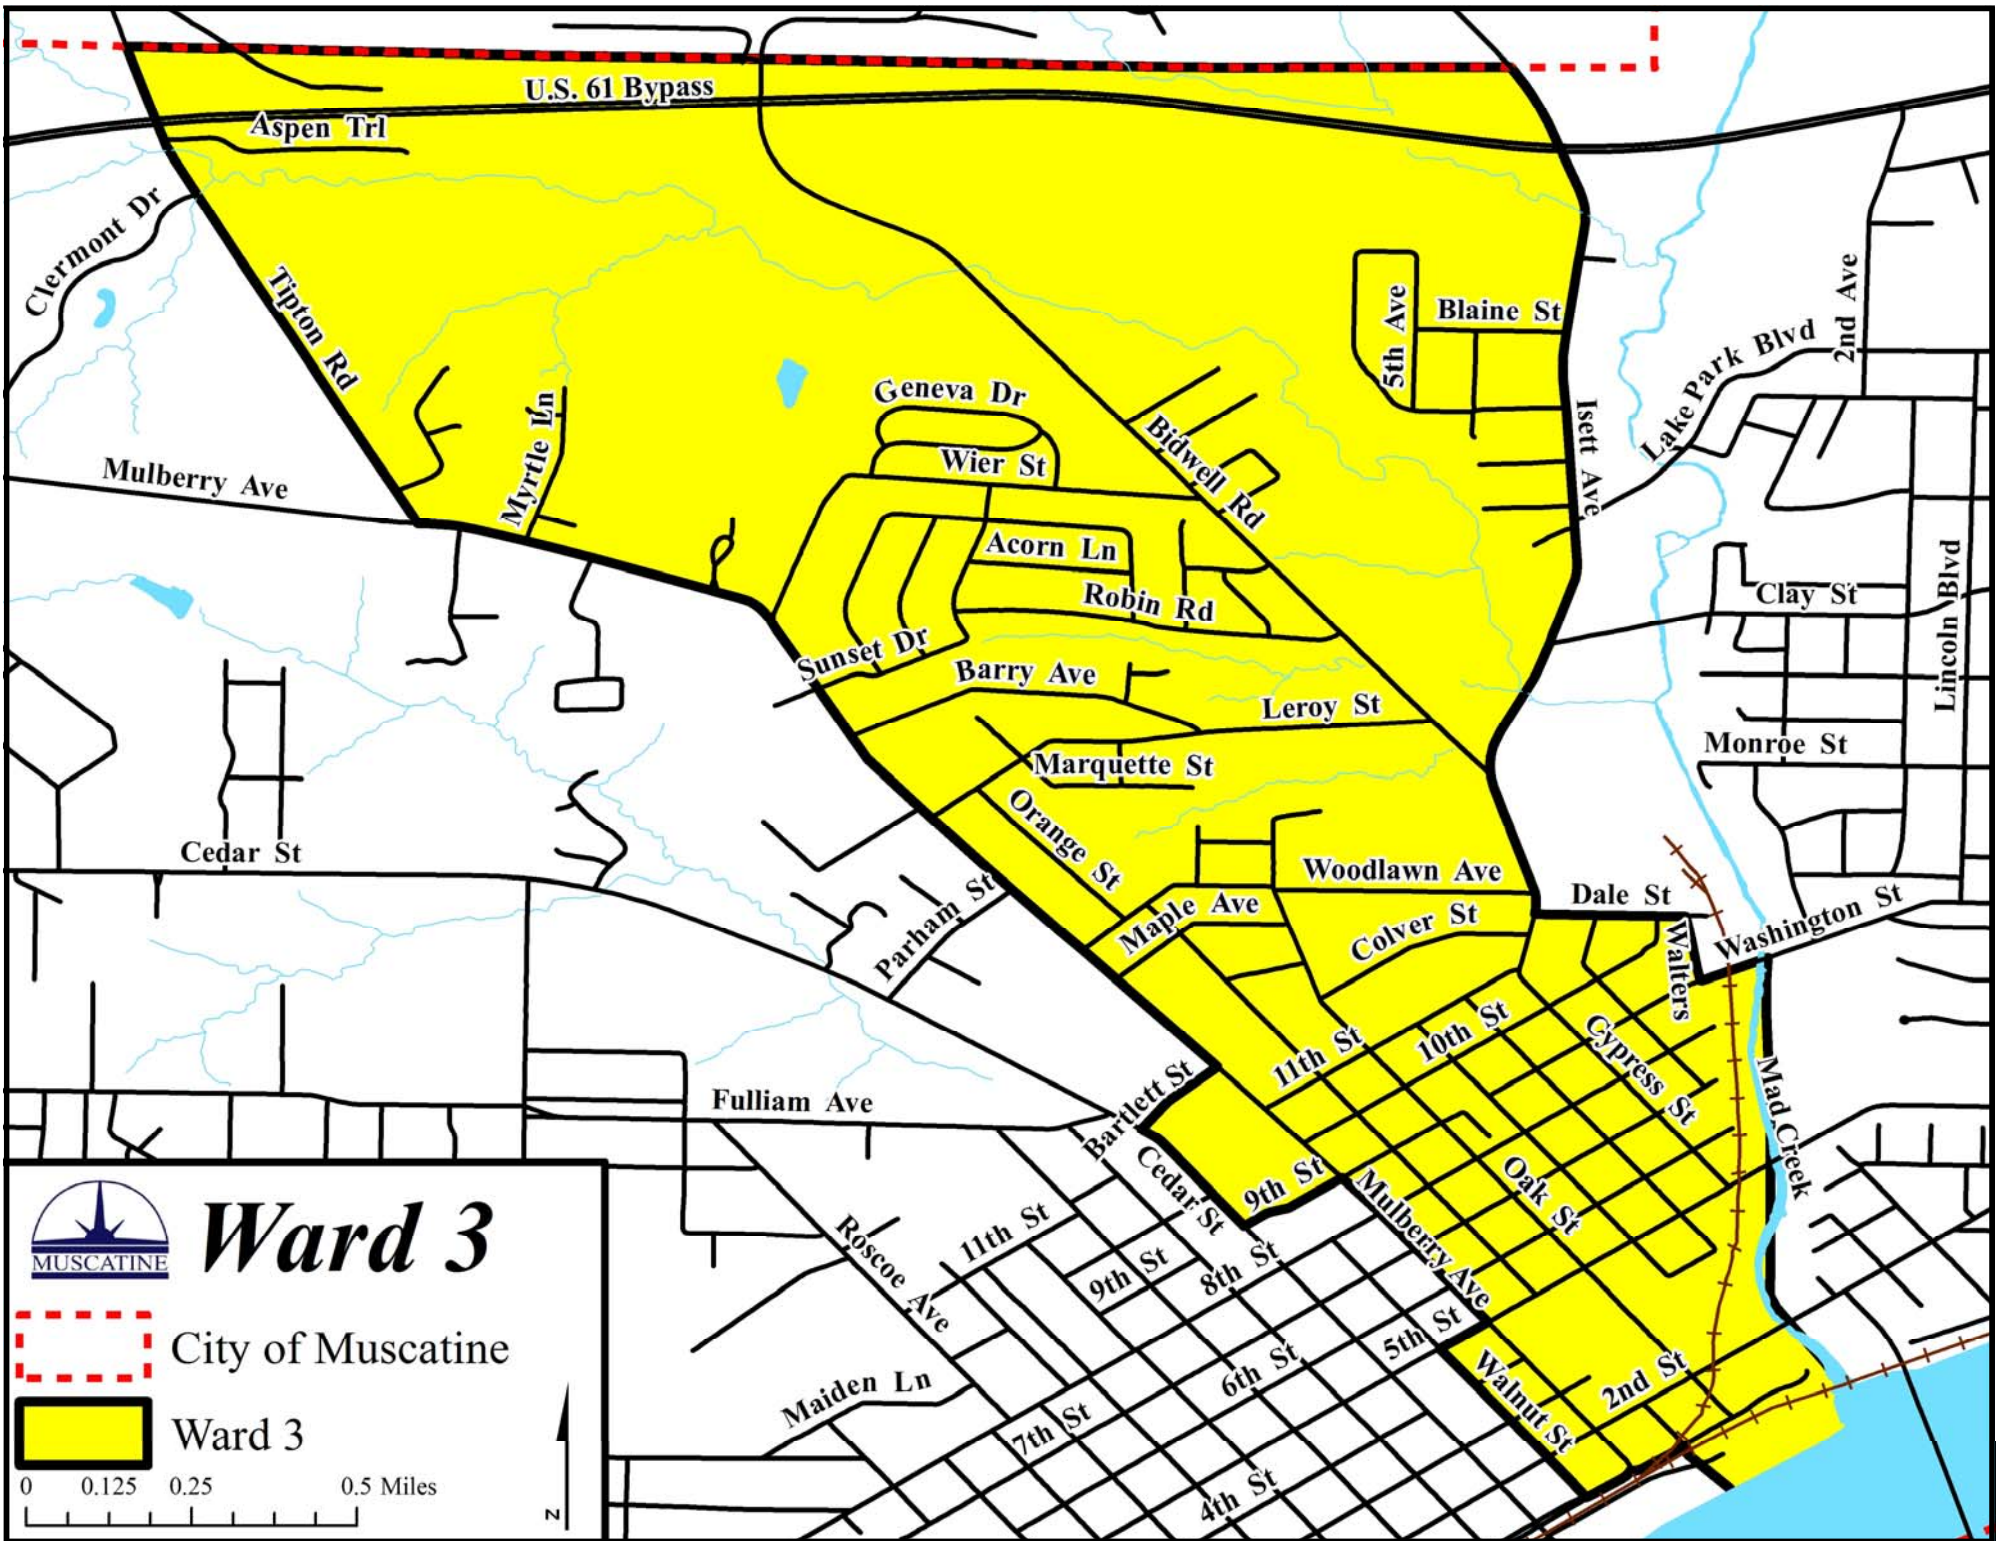 U.S. 61 Bypass
Aspen Trl
Clermont Dr
Tipton Rd
2nd Ave
5th Ave
Blaine St
Lake Park Blvd
Geneva Dr
Myrtle Ln
Bidwell Rd
Isett Ave
Wier St
Mulberry Ave
Acorn Ln
Robin Rd
Clay St
Lincoln Blvd
Sunset Dr
Barry Ave
Leroy St
Monroe St
Marquette St
Orange St
Cedar St
Woodlawn Ave
Dale St
Parham St
Maple Ave
Colver St
Walters
Washington St
11th St
10th St
Cypress St
Mad Creek
Fulliam Ave
Bartlett St
Cedar St
9th St
Mulberry Ave
Oak St
Roscoe Ave
11th St
9th St
8th St
5th St
6th St
Walnut St
2nd St
Maiden Ln
7th St
4th St
MUSCATINE
Ward 3
City of Muscatine
Ward 3
0 0.125 0.25 0.5 Miles
N